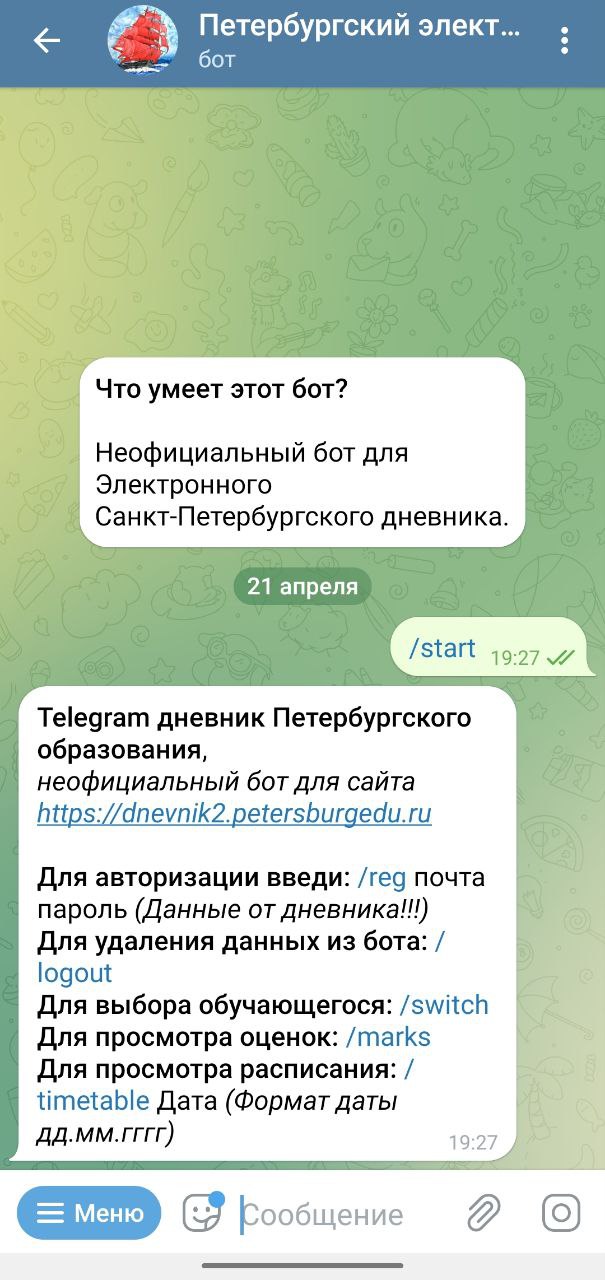 Петербургский элект...
бот
Что умеет этот бот?
Неофициальный бот для
Электронного
Санкт-Петербургского дневника.
21 апреля
/start 19:27
Telegram дневник Петербургского
образования,
неофициальный бот для сайта
https://dnevnik2.petersburgedu.ru
Для авторизации введи: /reg почта
пароль (Данные от дневника!!!)
Для удаления данных из бота: /
logout
Для выбора обучающегося: /switch
Для просмотра оценок: /marks
Для просмотра расписания: /
timetable Дата (Формат даты
дд.мм.гггг)
19:27
Меню
Сообщение